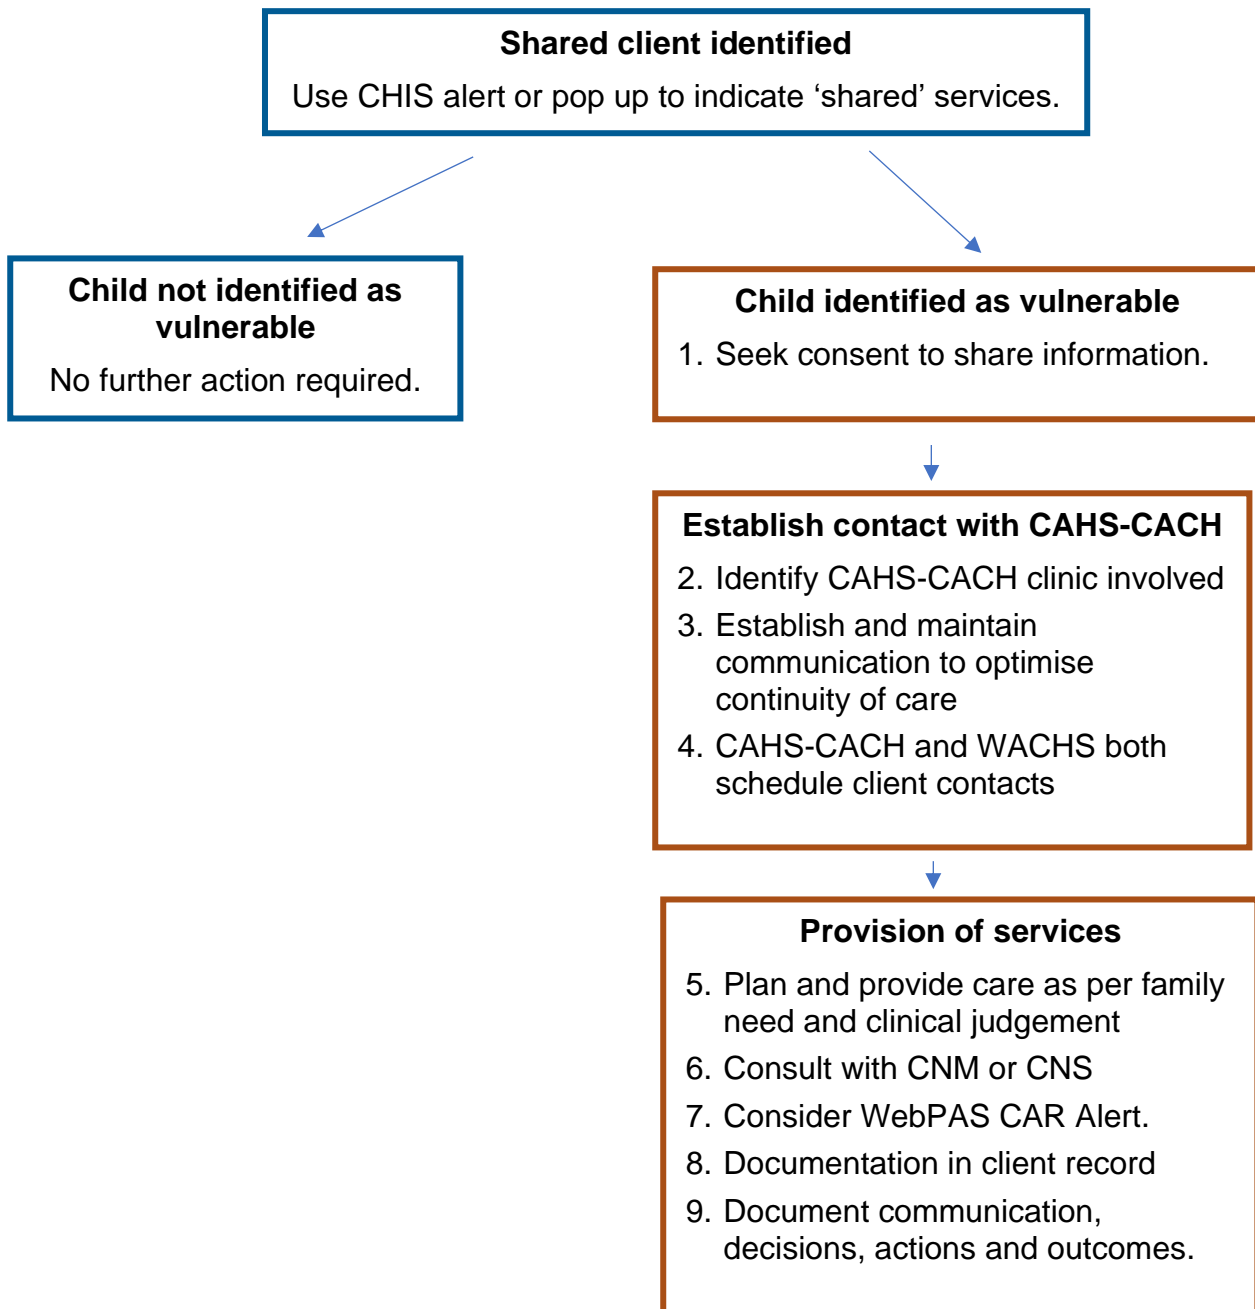 Shared client identified
Use CHIS alert or pop up to indicate ‘shared’ services.
Child not identified as
vulnerable
No further action required.
Child identified as vulnerable
1. Seek consent to share information.
Establish contact with CAHS-CACH
2. Identify CAHS-CACH clinic involved
3. Establish and maintain
communication to optimise
continuity of care
4. CAHS-CACH and WACHS both
schedule client contacts
Provision of services
5. Plan and provide care as per family
need and clinical judgement
6. Consult with CNM or CNS
7. Consider WebPAS CAR Alert.
8. Documentation in client record
9. Document communication,
decisions, actions and outcomes.